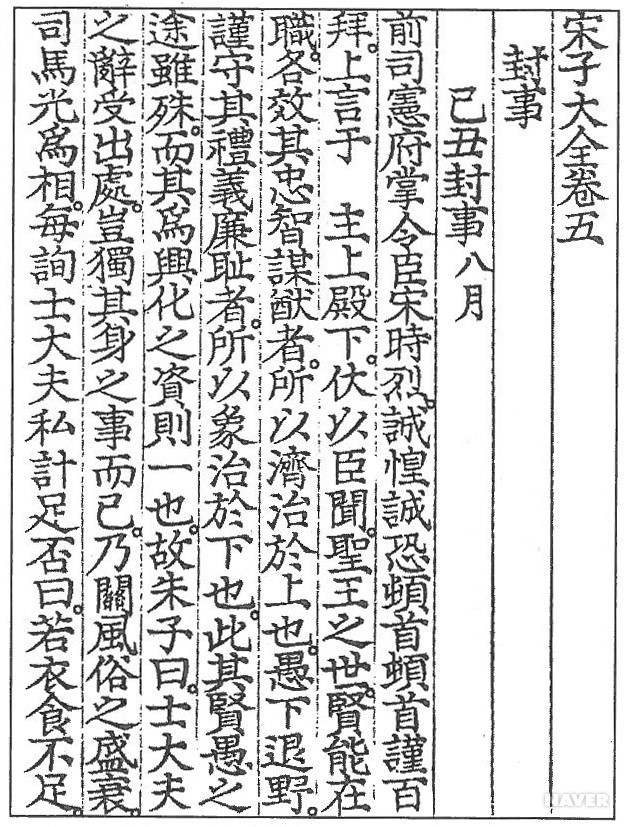 宋子大全卷五
封事
己丑封事八月
前司憲府掌令臣宋時烈。誠惶誠恐頓首頓首謹百
拜。上言于 主上殿下。伏以臣聞。聖王之世。賢能在
職。各效其忠智謀猷者。所以濟治於上也。愚下退野。
謹守其禮義廉耻者。所以象治於下也。此其賢愚之
途雖殊。而其爲興化之資則一也。故朱子曰。士大夫
之辭受出處。豈獨其身之事而已。乃關風俗之盛衰。
司馬光爲相。每詢士大夫私計足否曰。若衣食不足。
NAVER